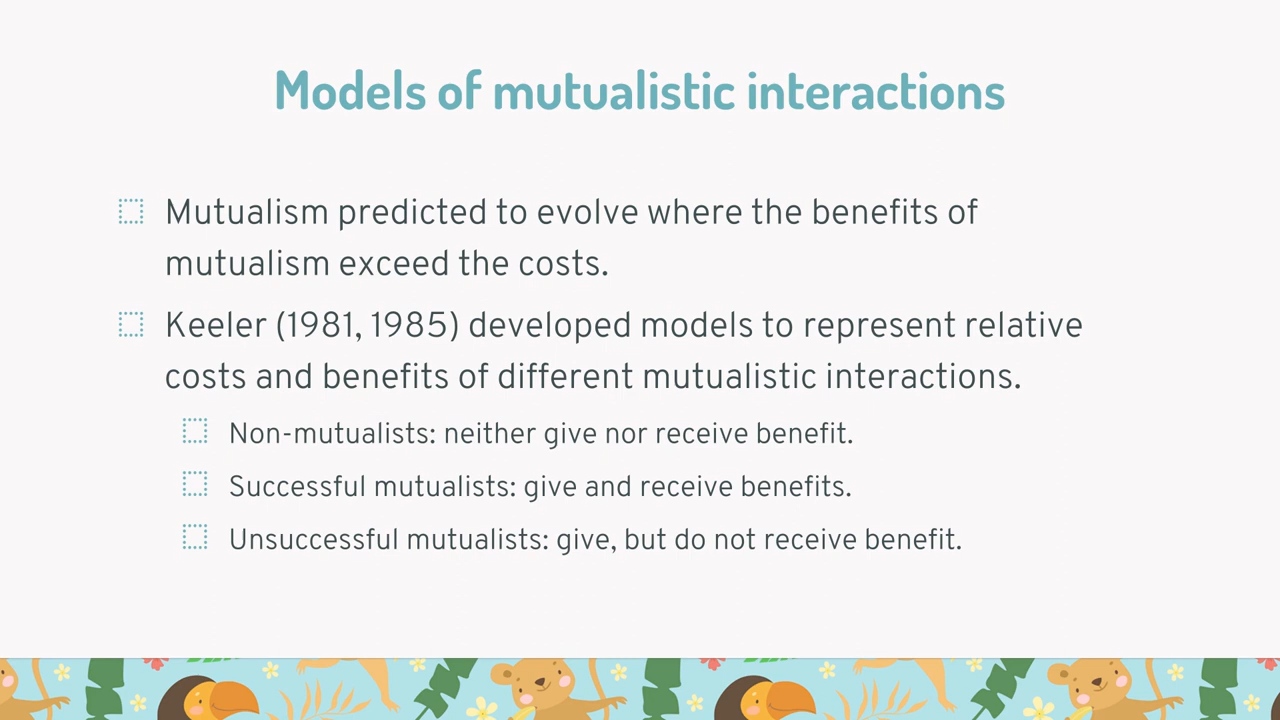 Models of mutualistic interactions
Mutualism predicted to evolve where the benefits of
mutualism exceed the costs.
Keeler (1981, 1985) developed models to represent relative
costs and benefits of different mutualistic interactions.
Non-mutualists: neither give nor receive benefit.
Successful mutualists: give and receive benefits.
Unsuccessful mutualists: give, but do not receive benefit.